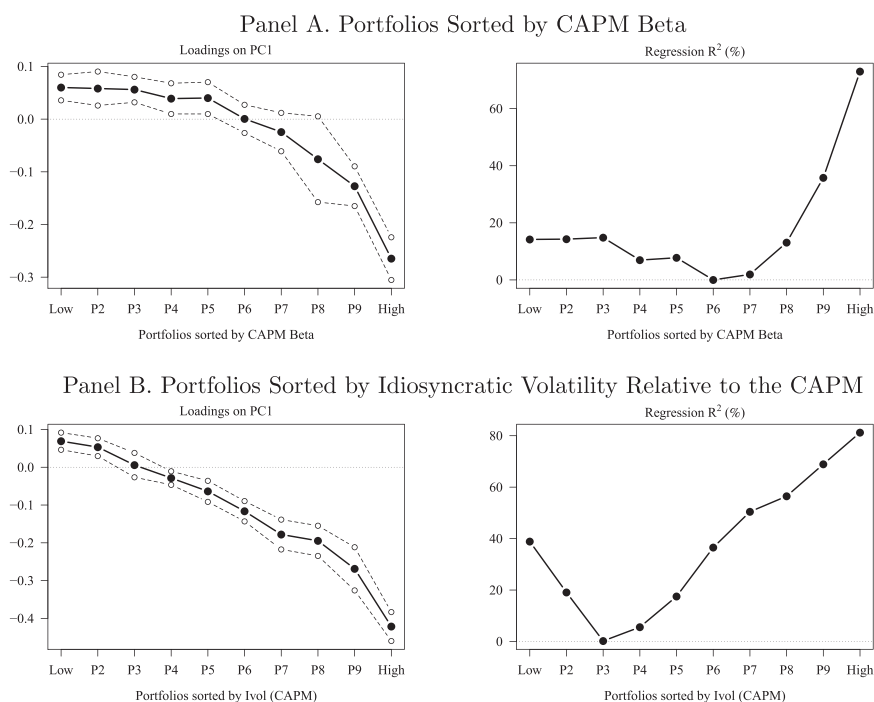 Panel A. Portfolios Sorted by CAPM Beta
Loadings on PC1
0.1
0.0
−0.1
−0.2
−0.3
Low P2 P3 P4 P5 P6 P7 P8 P9 High
Portfolios sorted by CAPM Beta
Regression R² (%)
60
40
20
0
Low P2 P3 P4 P5 P6 P7 P8 P9 High
Portfolios sorted by CAPM Beta
Panel B. Portfolios Sorted by Idiosyncratic Volatility Relative to the CAPM
Loadings on PC1
0.1
0.0
−0.1
−0.2
−0.3
−0.4
Low P2 P3 P4 P5 P6 P7 P8 P9 High
Portfolios sorted by Ivol (CAPM)
Regression R² (%)
80
60
40
20
0
Low P2 P3 P4 P5 P6 P7 P8 P9 High
Portfolios sorted by Ivol (CAPM)